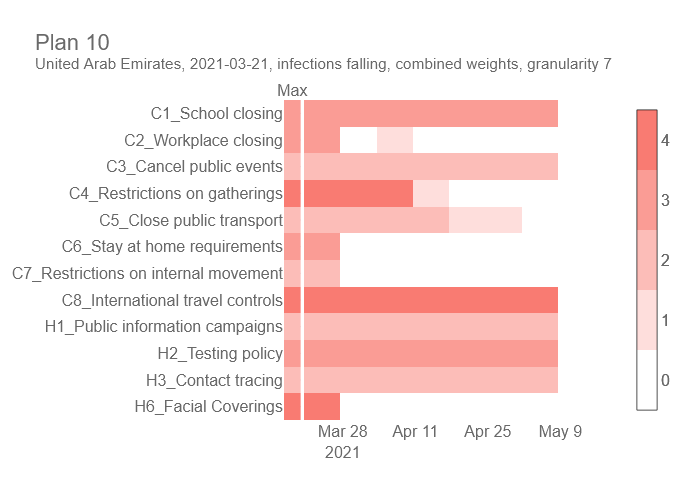 Plan 10
United Arab Emirates, 2021-03-21, infections falling, combined weights, granularity 7
Max
C1_School closing
C2_Workplace closing
C3_Cancel public events
C4_Restrictions on gatherings
C5_Close public transport
C6_Stay at home requirements
C7_Restrictions on internal movement
C8_International travel controls
H1_Public information campaigns
H2_Testing policy
H3_Contact tracing
H6_Facial Coverings
Mar 28 Apr 11 Apr 25 May 9
2021
4
3
2
1
0